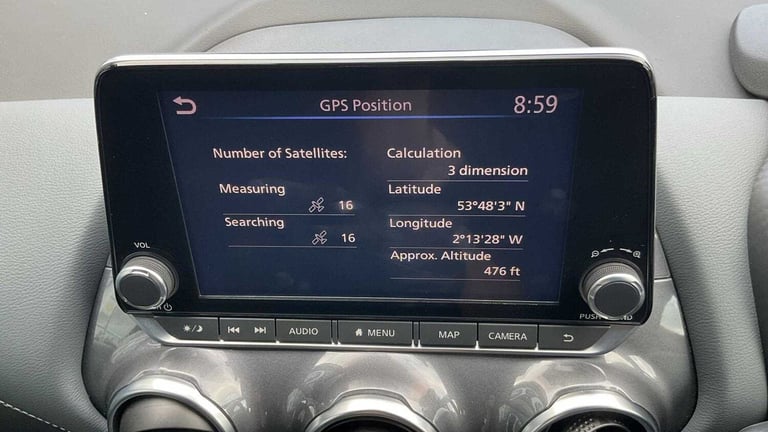 GPS Position 8:59
Number of Satellites:
Measuring
16
Searching
16
Calculation
3 dimension
Latitude
53°48'3" N
Longitude
2°13'28" W
Approx. Altitude
476 ft
VOL
AUDIO
MENU
MAP
CAMERA
PUSH